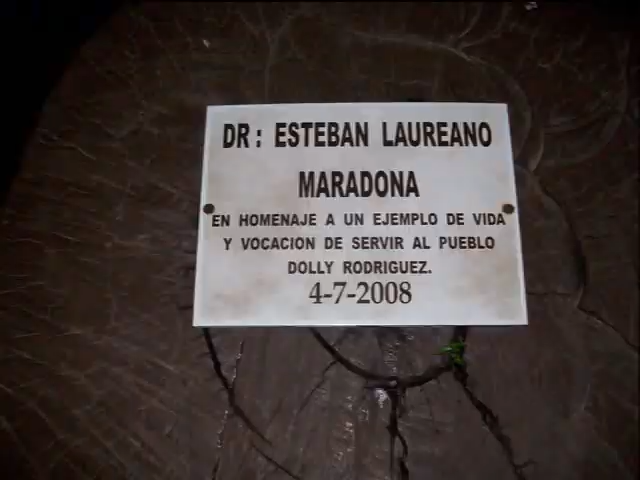 DR: ESTEBAN LAUREANO
MARADONA
EN HOMENAJE A UN EJEMPLO DE VIDA
Y VOCACION DE SERVIR AL PUEBLO
DOLLY RODRIGUEZ.
4-7-2008